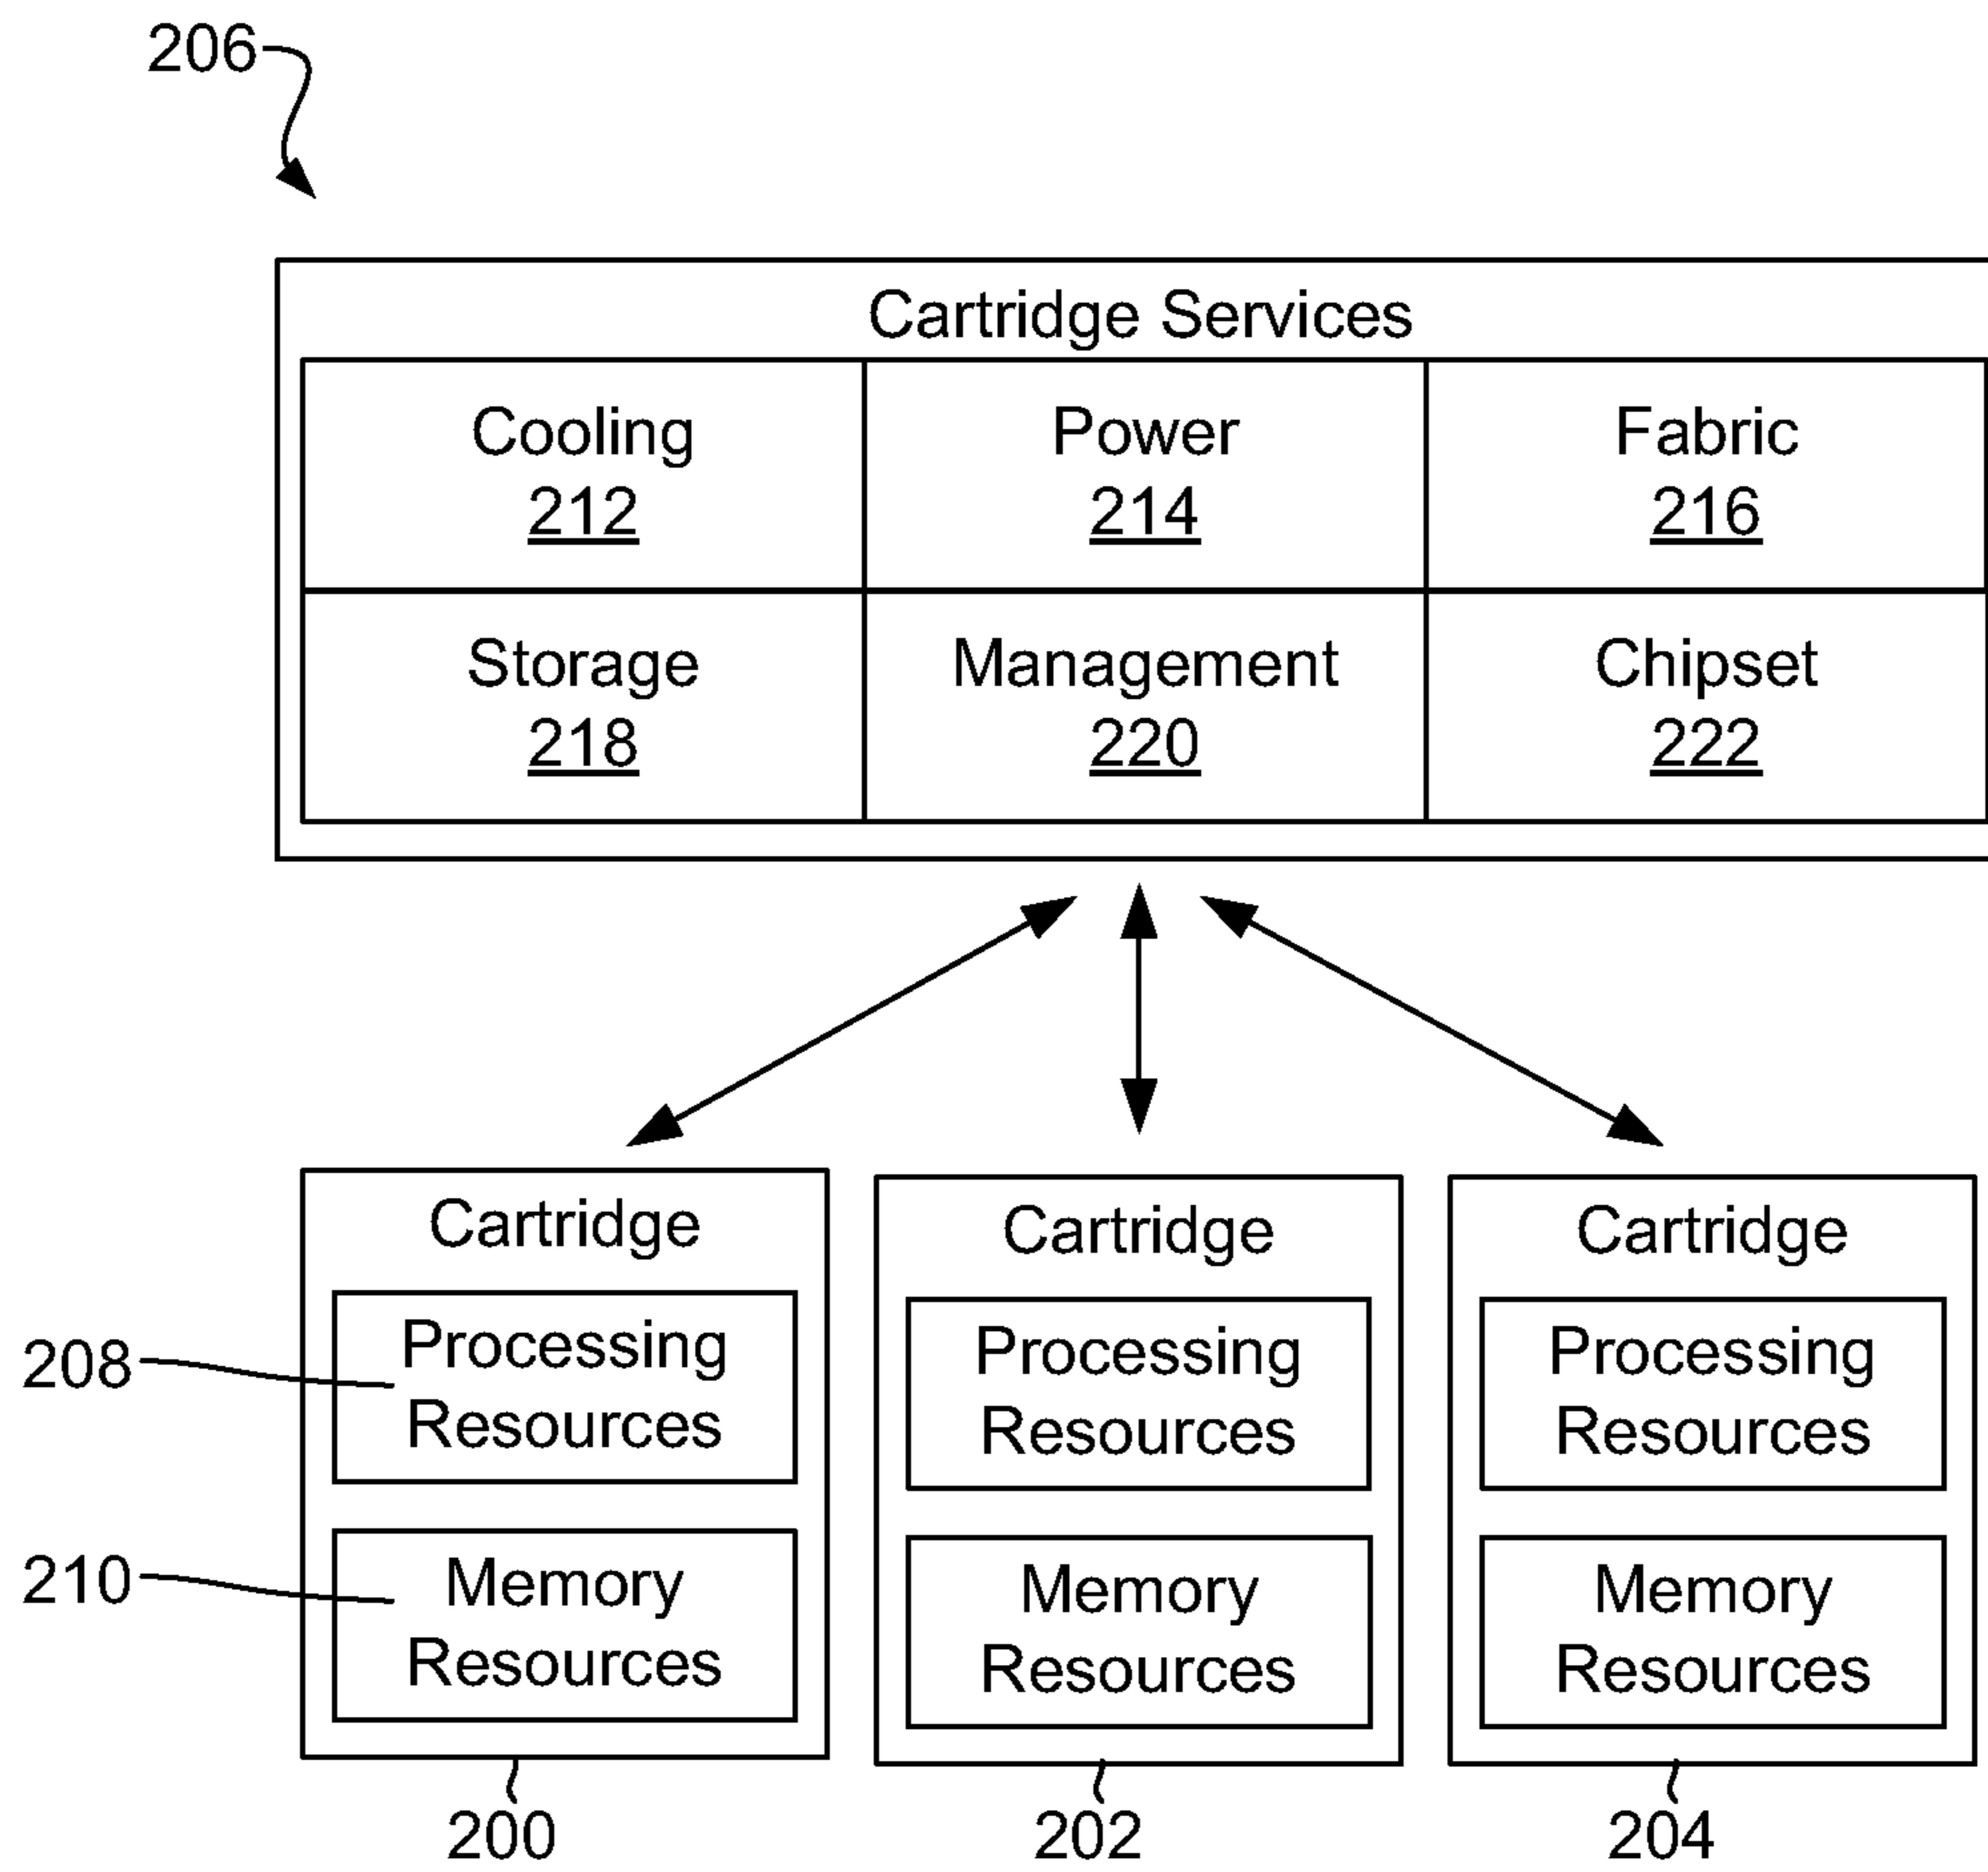 206
Cartridge Services
Cooling
212
Power
214
Fabric
216
Storage
218
Management
220
Chipset
222
Cartridge
Processing
Resources
Memory
Resources
208
210
200
Cartridge
Processing
Resources
Memory
Resources
202
Cartridge
Processing
Resources
Memory
Resources
204